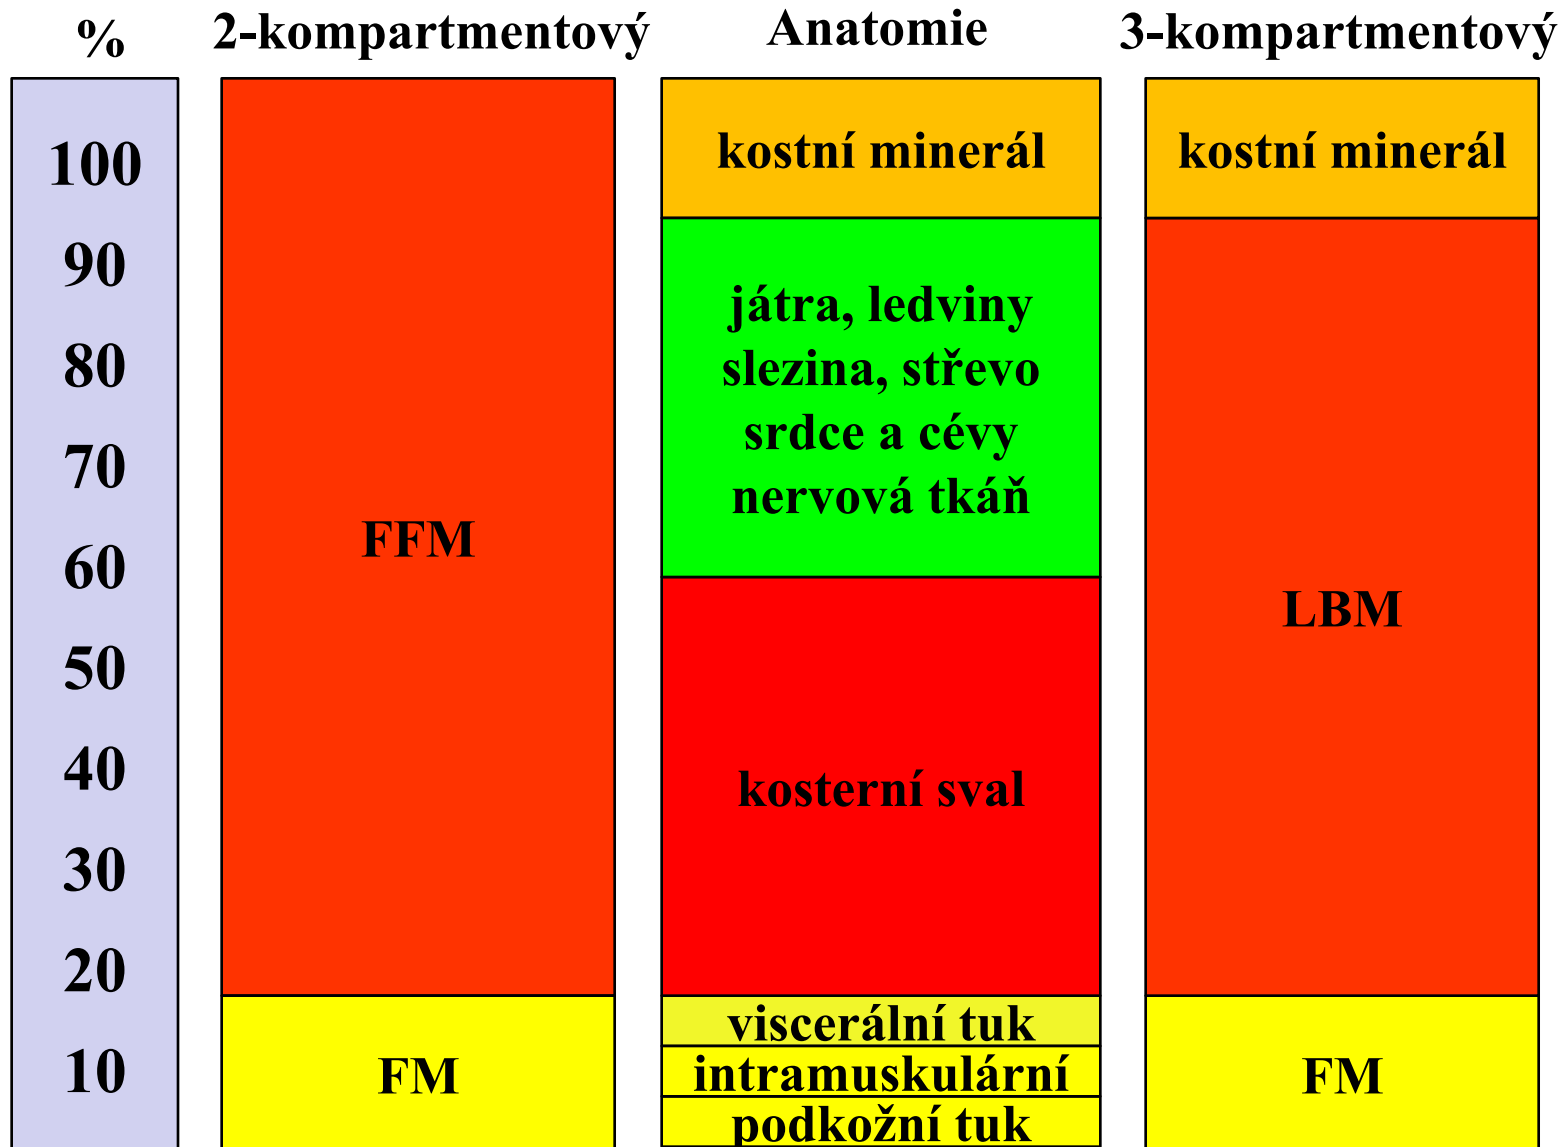 %
2-kompartmentový
Anatomie
3-kompartmentový
100
90
80
70
60
50
40
30
20
10
FFM
FM
kostní minerál
játra, ledviny
slezina, střevo
srdce a cévy
nervová tkáň
kosterní sval
viscerální tuk
intramuskulární
podkožní tuk
kostní minerál
LBM
FM